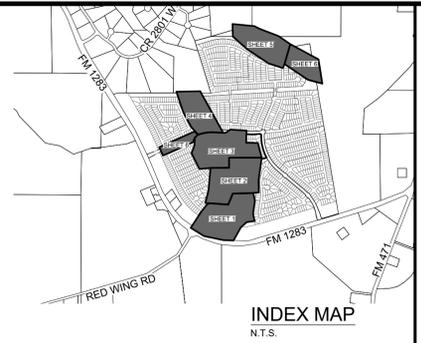 CR 2801 W
FM 1283
SHEET 5
SHEET 6
SHEET 4
SHEET 3
SHEET 2
SHEET 1
FM 1283
FM 471
RED WING RD
INDEX MAP
N.T.S.